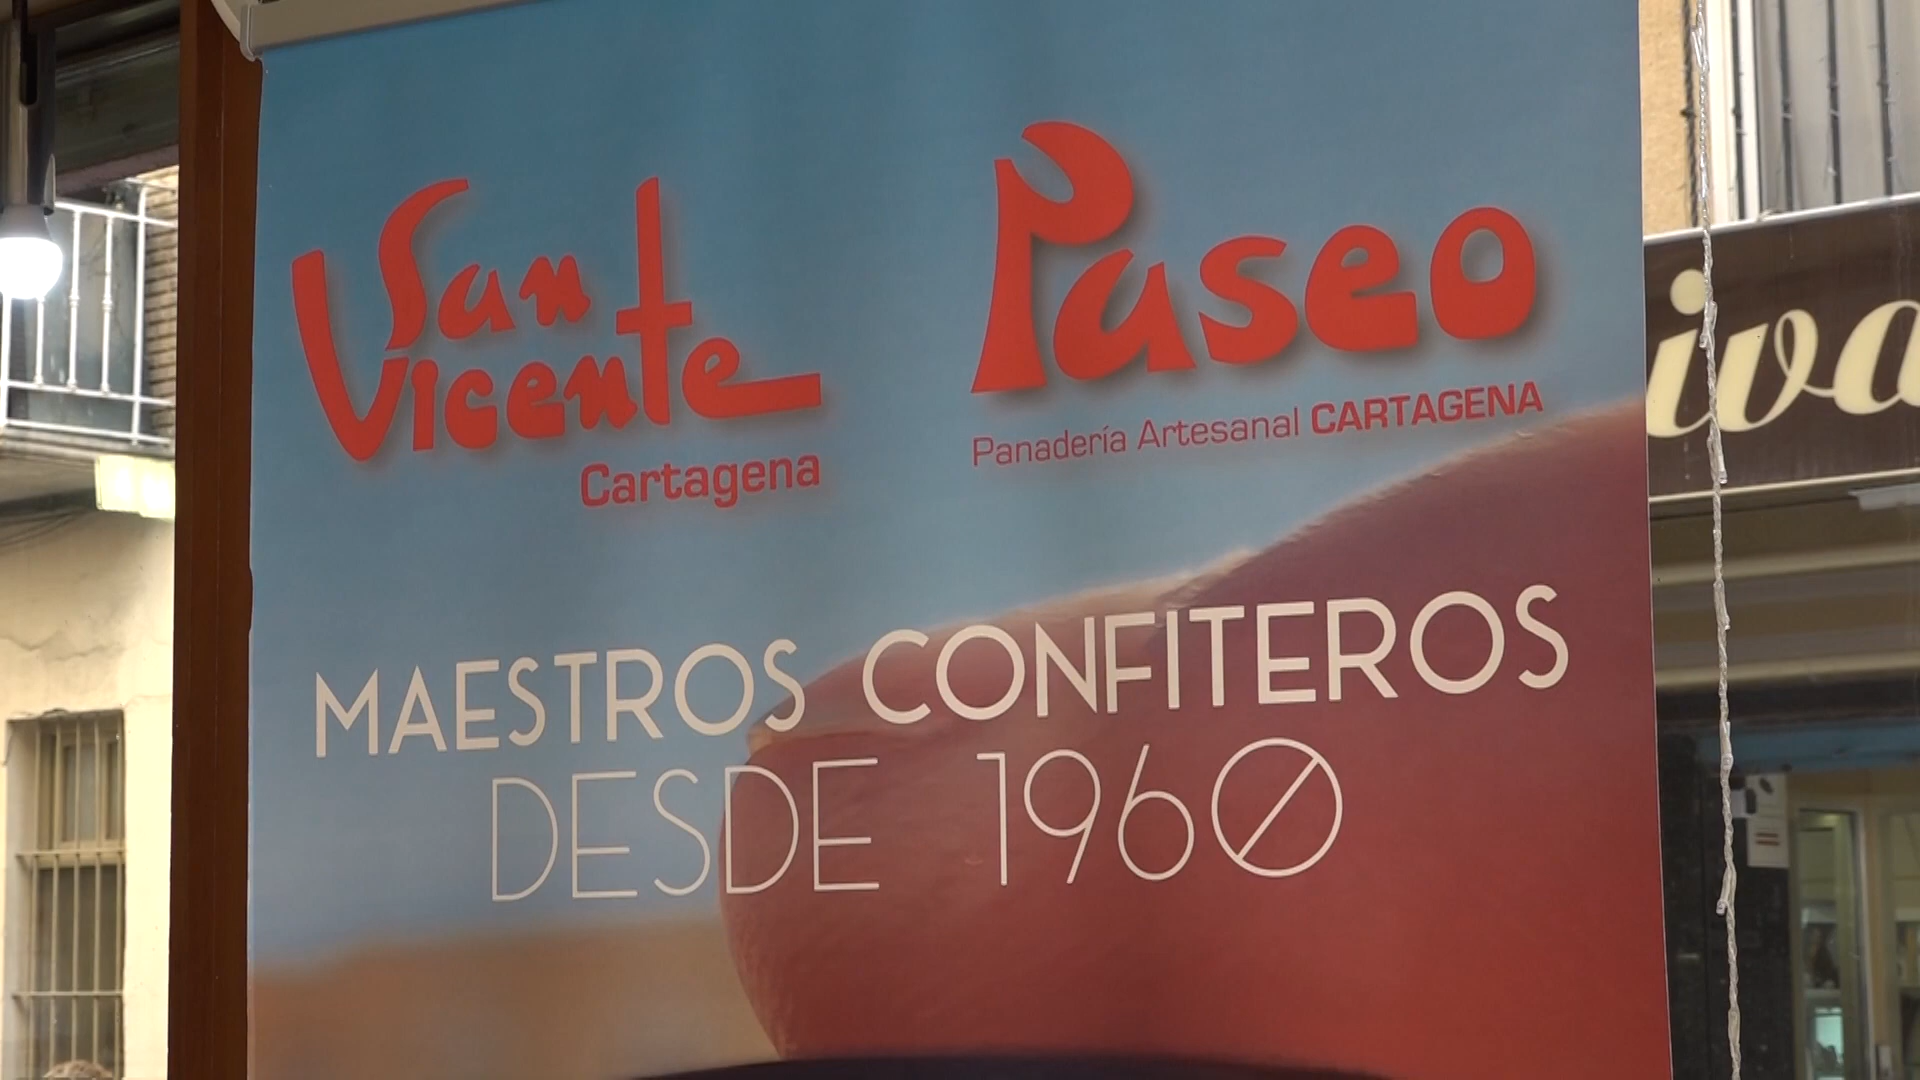 San
Vicente
Cartagena
Paseo
Panadería Artesanal CARTAGENA
MAESTROS CONFITEROS
DESDE 1960